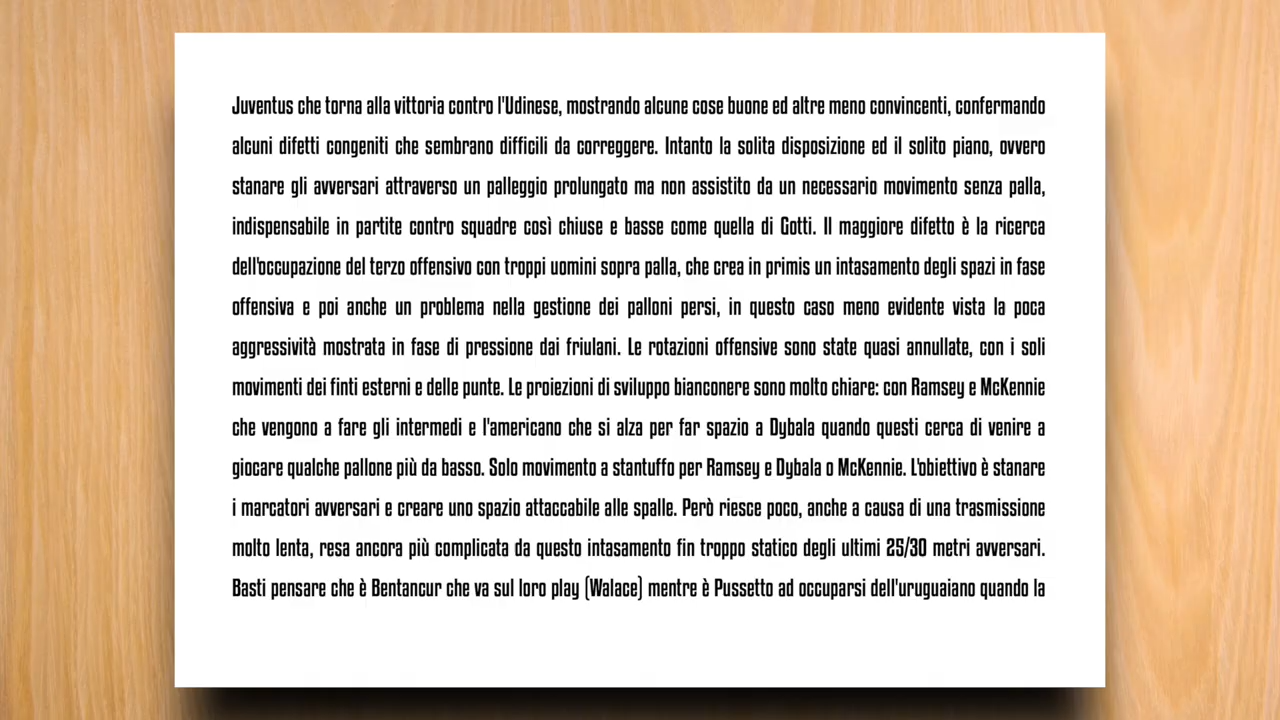 Juventus che torna alla vittoria contro l'Udinese, mostrando alcune cose buone ed altre meno convincenti, confermando
alcuni difetti congeniti che sembrano difficili da correggere. Intanto la solita disposizione ed il solito piano, ovvero
stanare gli avversari attraverso un palleggio prolungato ma non assistito da un necessario movimento senza palla,
indispensabile in partite contro squadre così chiuse e basse come quella di Gotti. Il maggiore difetto è la ricerca
dell'occupazione del terzo offensivo con troppi uomini sopra palla, che crea in primis un intasamento degli spazi in fase
offensiva e poi anche un problema nella gestione dei palloni persi, in questo caso meno evidente vista la poca
aggressività mostrata in fase di pressione dai friulani. Le rotazioni offensive sono state quasi annullate, con i soli
movimenti dei finti esterni e delle punte. Le proiezioni di sviluppo bianconere sono molto chiare: con Ramsey e McKennie
che vengono a fare gli intermedi e l'americano che si alza per far spazio a Dybala quando questi cerca di venire a
giocare qualche pallone più da basso. Solo movimento a stantuffo per Ramsey e Dybala o McKennie. L'obiettivo è stanare
i marcatori avversari e creare uno spazio attaccabile alle spalle. Però riesce poco, anche a causa di una trasmissione
molto lenta, resa ancora più complicata da questo intasamento fin troppo statico degli ultimi 25/30 metri avversari.
Basti pensare che è Bentancur che va sul loro play (Walace) mentre è Pussetto ad occuparsi dell'uruguaiano quando la